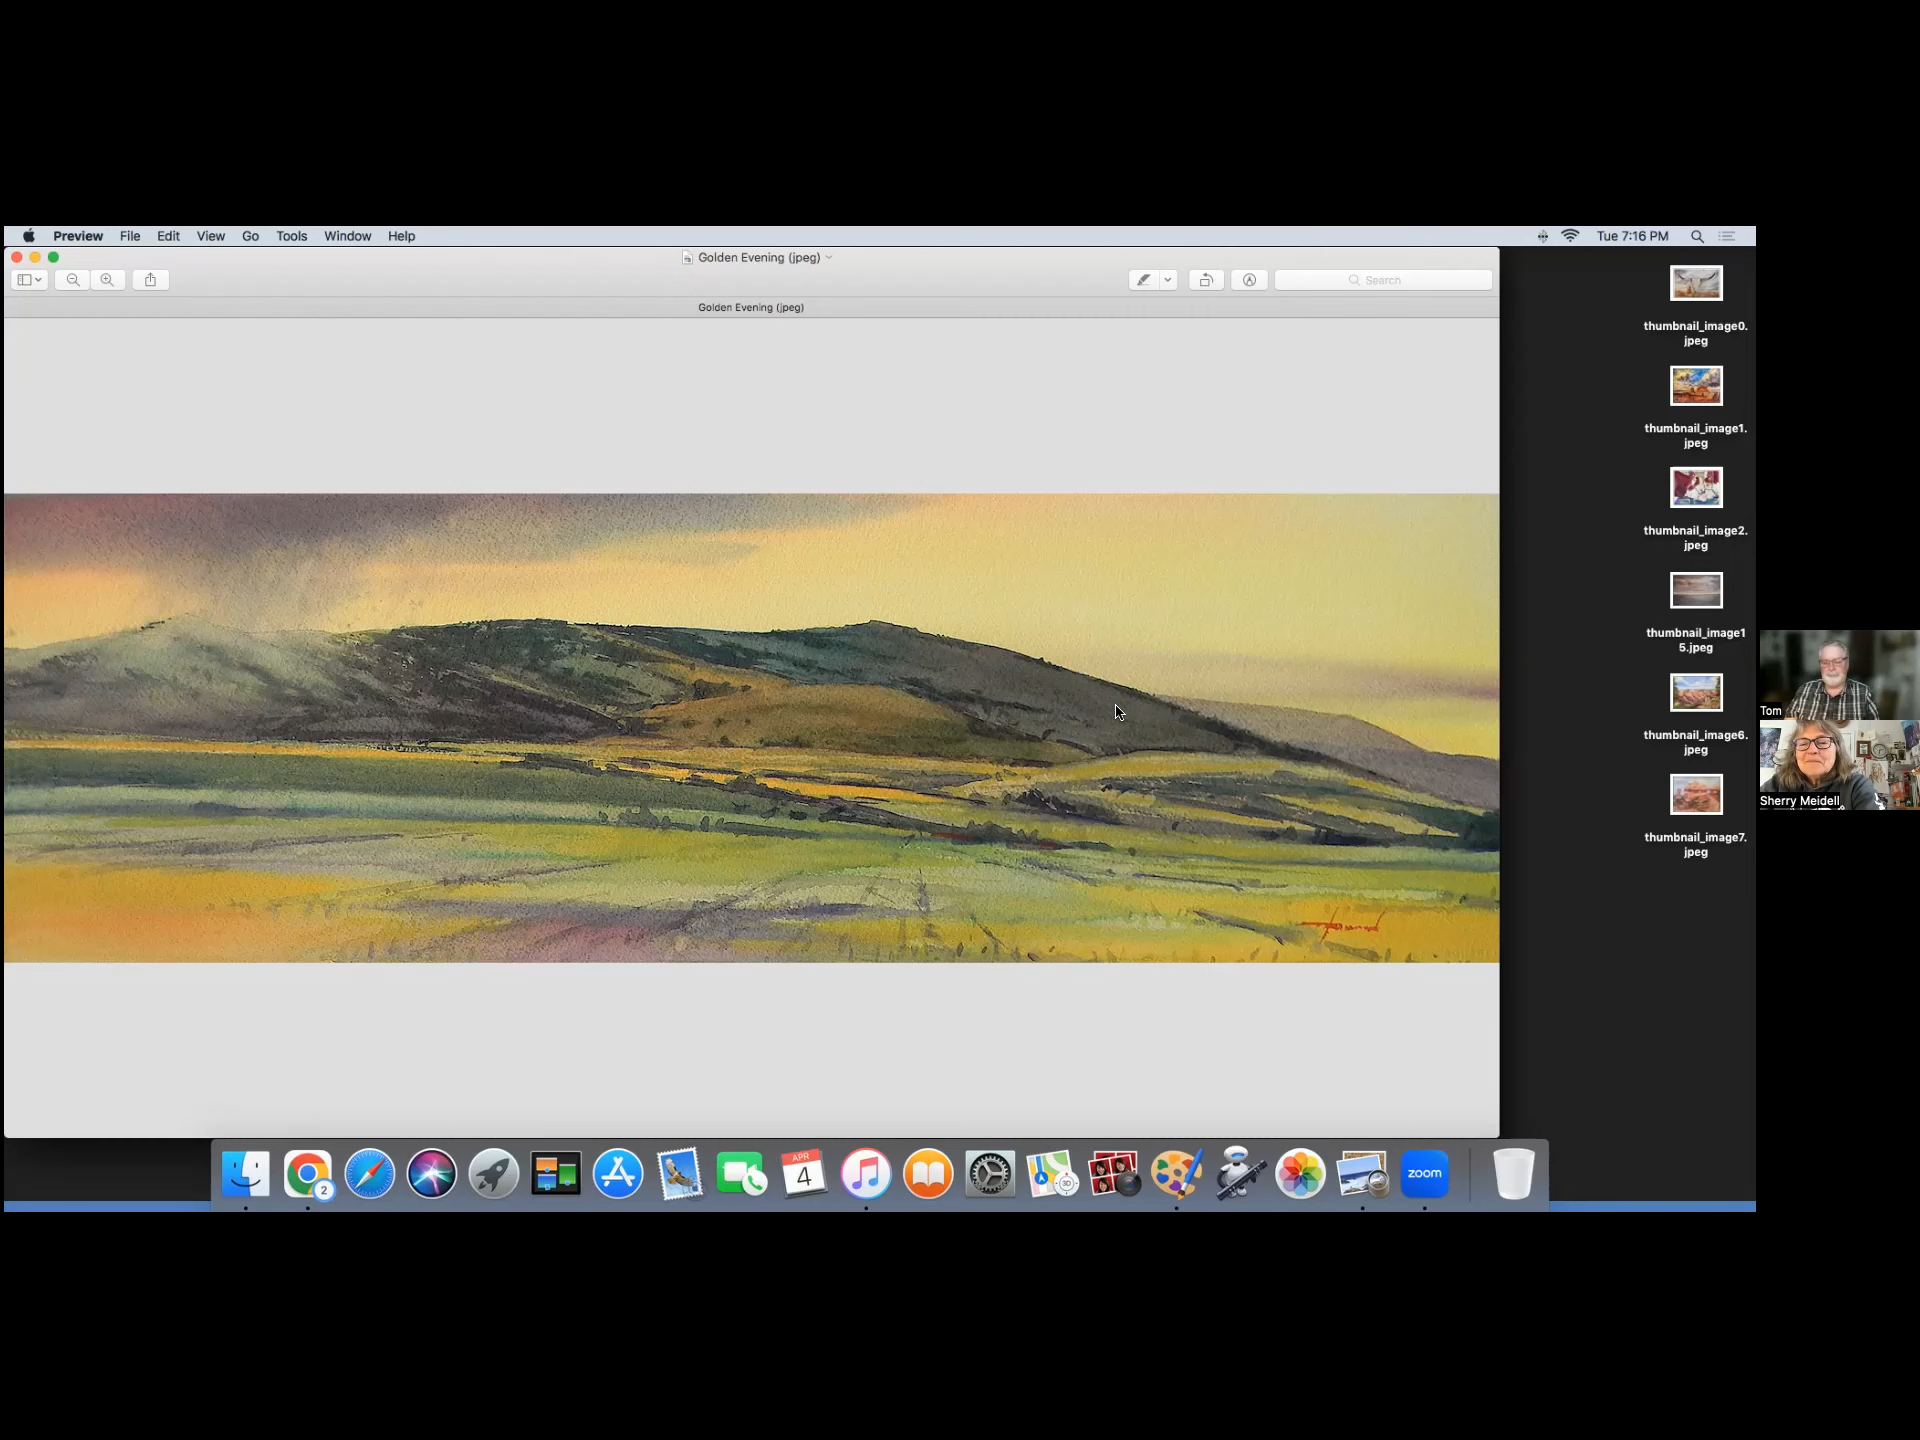 Preview File Edit View Go Tools Window Help
Tue 7:16 PM
Golden Evening (jpeg)
Search
Golden Evening (jpeg)
thumbnail_image0.
jpeg
thumbnail_image1.
jpeg
thumbnail_image2.
jpeg
thumbnail_image1
5.jpeg
thumbnail_image6.
jpeg
thumbnail_image7.
jpeg
Tom
Sherry Meidell
2
APR
4
3D
zoom